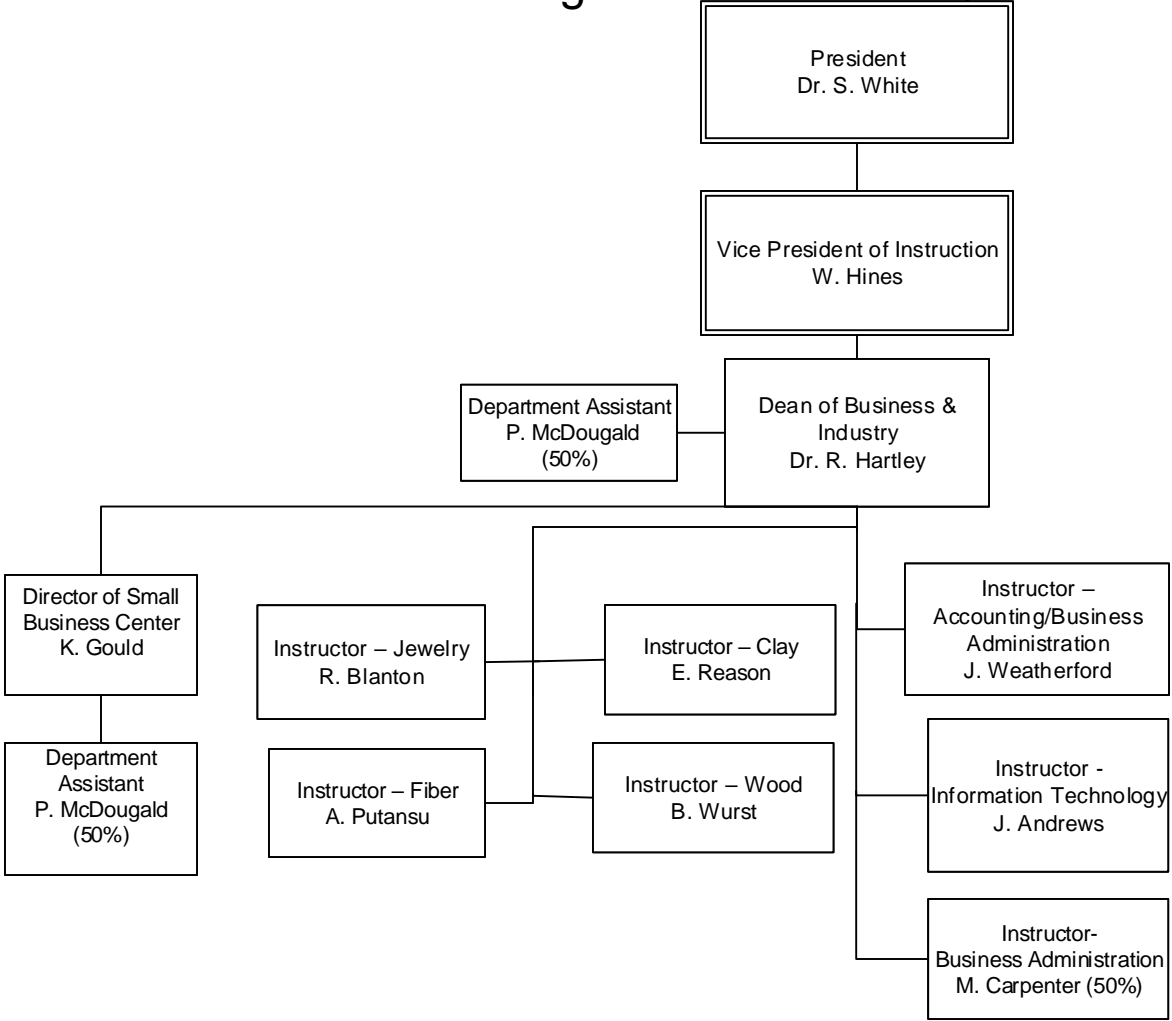 President
Dr. S. White
Vice President of Instruction
W. Hines
Department Assistant
P. McDougald
(50%)
Dean of Business &
Industry
Dr. R. Hartley
Director of Small
Business Center
K. Gould
Department
Assistant
P. McDougald
(50%)
Instructor – Jewelry
R. Blanton
Instructor – Clay
E. Reason
Instructor – Fiber
A. Putansu
Instructor – Wood
B. Wurst
Instructor –
Accounting/Business
Administration
J. Weatherford
Instructor -
Information Technology
J. Andrews
Instructor-
Business Administration
M. Carpenter (50%)